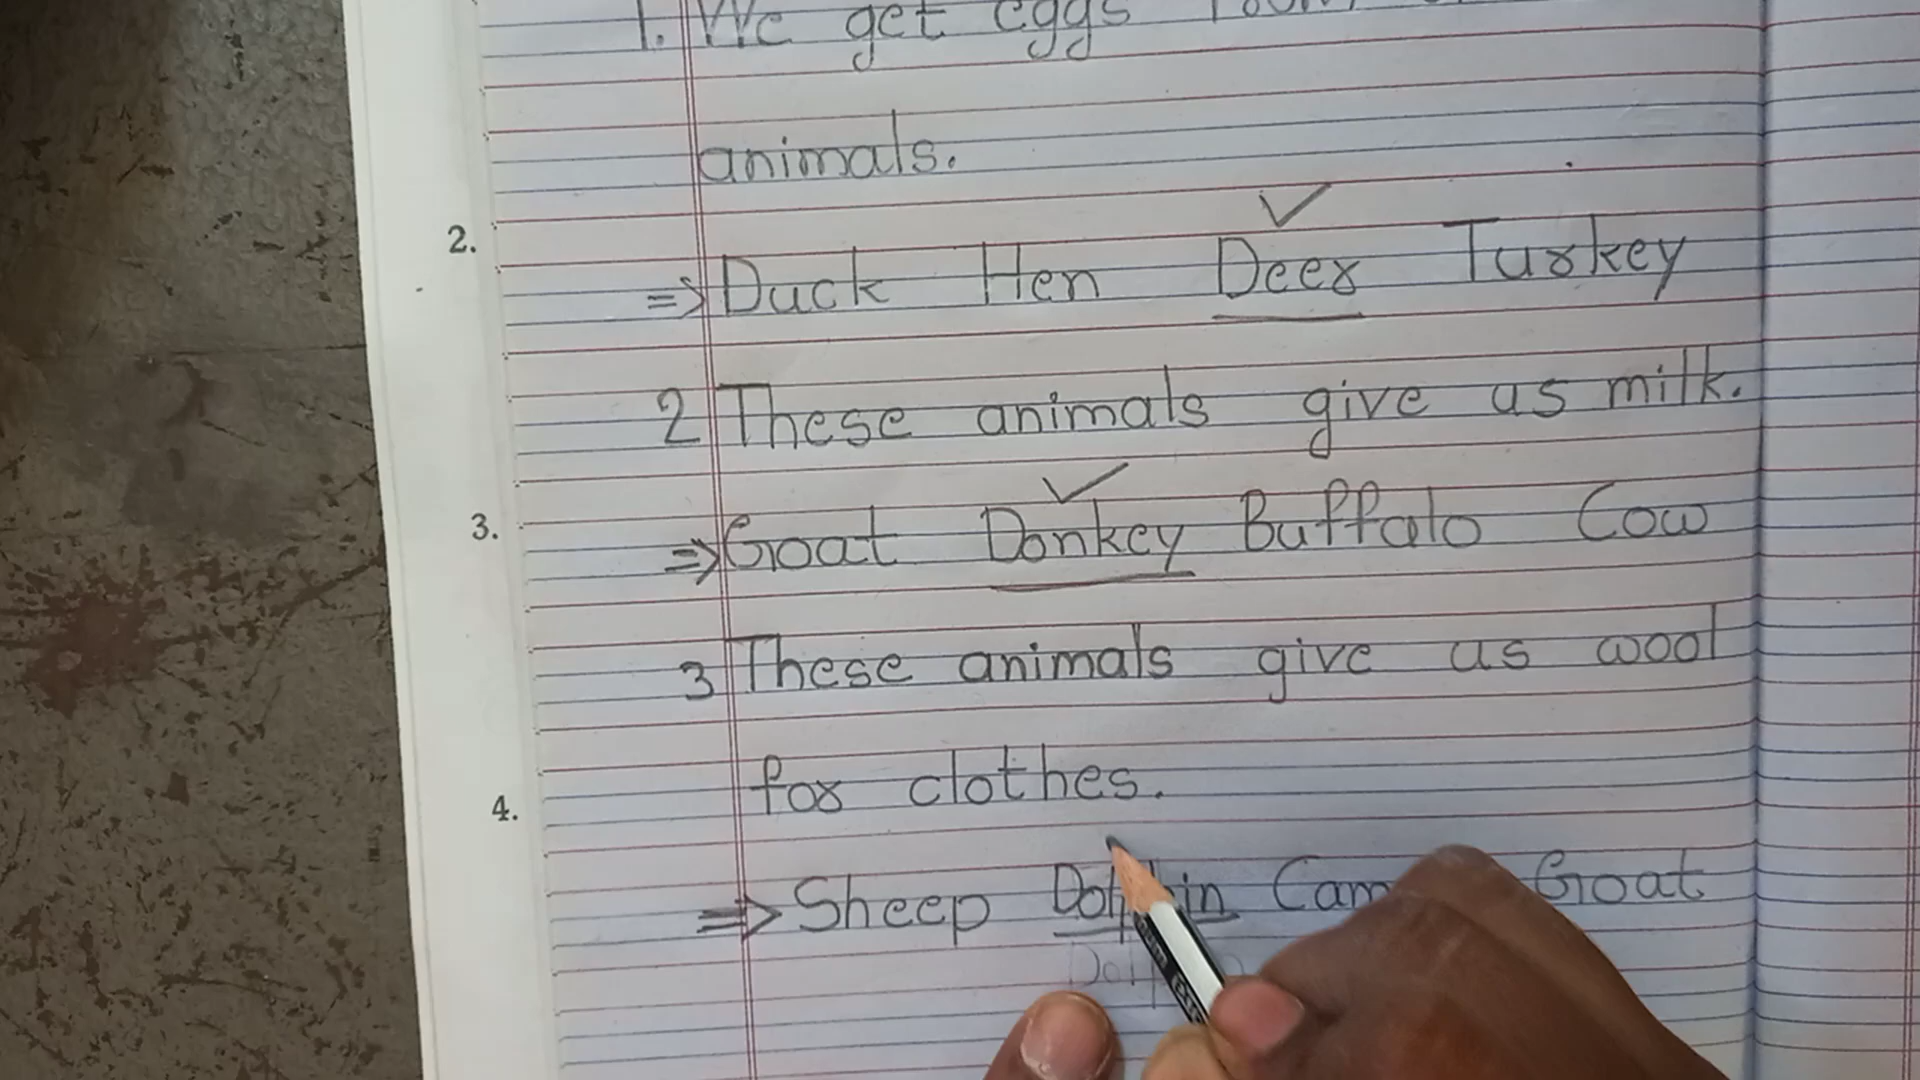 1. We get eggs
animals.
2.
=> Duck Hen Deer Turkey
2 These animals give us milk.
3.
=> Goat Donkey Buffalo Cow
3 These animals give us wool
for clothes.
4.
=> Sheep Dolphin Goat